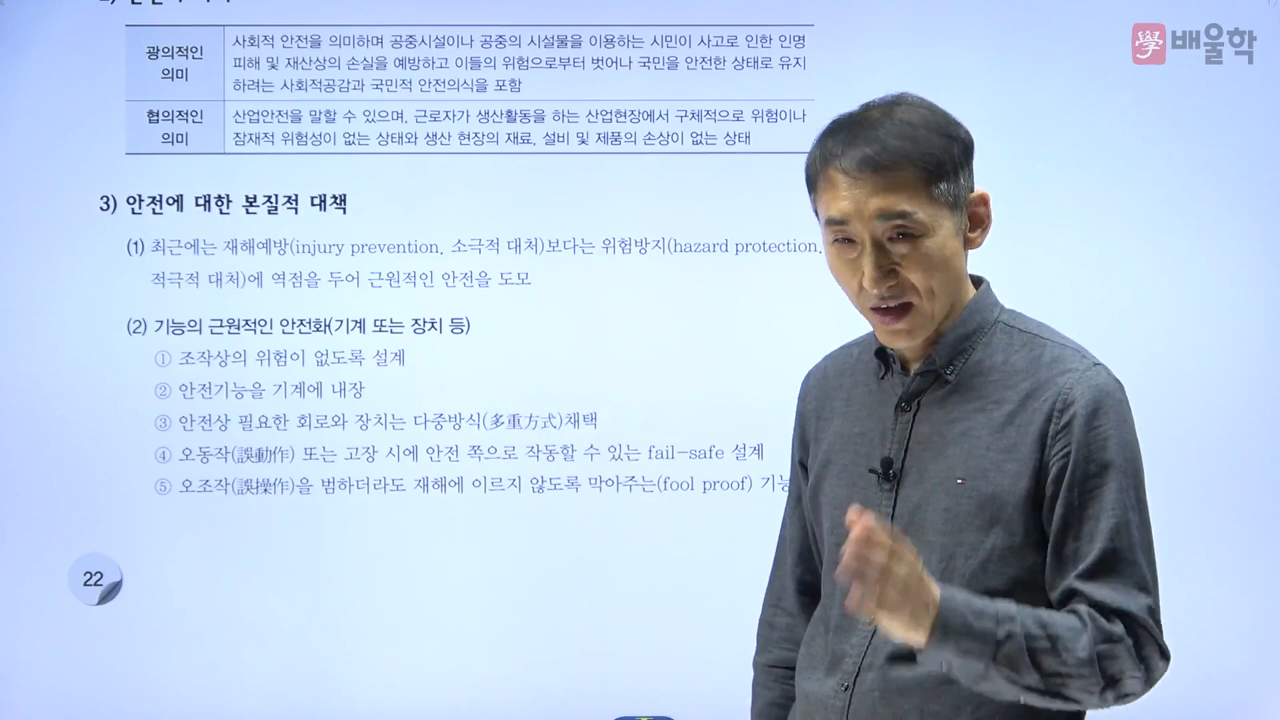 學 배울학
광의적인
의미
사회적 안전을 의미하며 공중시설이나 공중의 시설물을 이용하는 시민이 사고로 인한 인명
피해 및 재산상의 손실을 예방하고 이들의 위험으로부터 벗어나 국민을 안전한 상태로 유지
하려는 사회적공감과 국민적 안전의식을 포함
협의적인
의미
산업안전을 말할 수 있으며, 근로자가 생산활동을 하는 산업현장에서 구체적으로 위험이나
잠재적 위험성이 없는 상태와 생산 현장의 재료, 설비 및 제품의 손상이 없는 상태
3) 안전에 대한 본질적 대책
(1) 최근에는 재해예방(injury prevention, 소극적 대처)보다는 위험방지(hazard protection,
적극적 대처)에 역점을 두어 근원적인 안전을 도모
(2) 기능의 근원적인 안전화(기계 또는 장치 등)
① 조작상의 위험이 없도록 설계
② 안전기능을 기계에 내장
③ 안전상 필요한 회로와 장치는 다중방식(多重方式)채택
④ 오동작(誤動作) 또는 고장 시에 안전 쪽으로 작동할 수 있는 fail-safe 설계
⑤ 오조작(誤操作)을 범하더라도 재해에 이르지 않도록 막아주는(fool proof) 기능
22